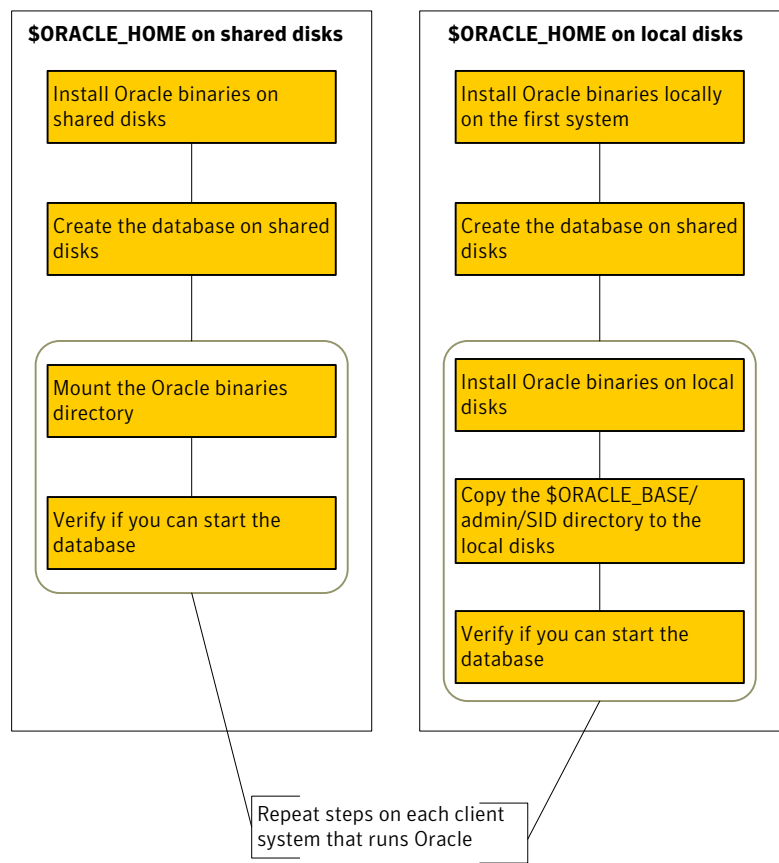 $ORACLE_HOME on shared disks
Install Oracle binaries on
shared disks
Create the database on shared
disks
Mount the Oracle binaries
directory
Verify if you can start the
database
$ORACLE_HOME on local disks
Install Oracle binaries locally
on the first system
Create the database on shared
disks
Install Oracle binaries on local
disks
Copy the $ORACLE_BASE/
admin/SID directory to the
local disks
Verify if you can start the
database
Repeat steps on each client
system that runs Oracle